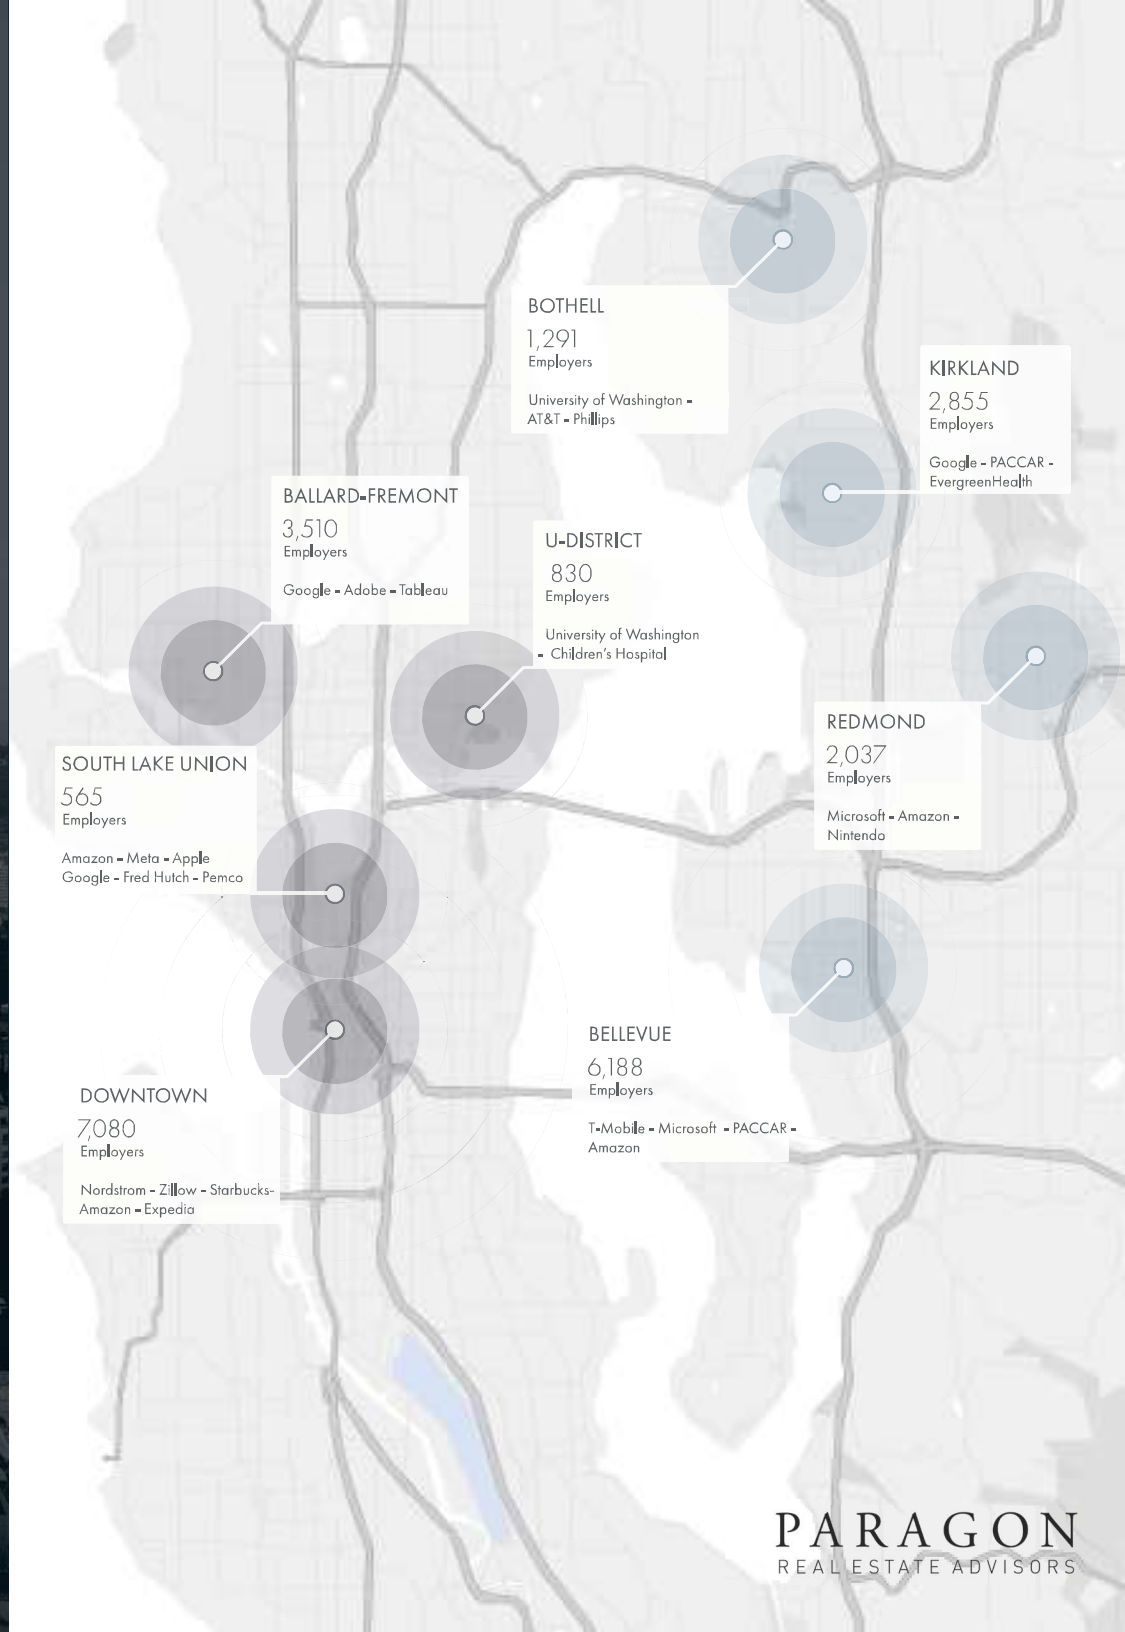 BOTHELL
1,291
Employers
University of Washington -
AT&T - Phillips
KIRKLAND
2,855
Employers
Google - PACCAR -
EvergreenHealth
BALLARD-FREMONT
3,510
Employers
Google - Adobe - Tableau
U-DISTRICT
830
Employers
University of Washington
- Children's Hospital
REDMOND
2,037
Employers
Microsoft - Amazon -
Nintendo
SOUTH LAKE UNION
565
Employers
Amazon - Meta - Apple
Google - Fred Hutch - Pemco
BELLEVUE
6,188
Employers
T-Mobile - Microsoft - PACCAR -
Amazon
DOWNTOWN
7,080
Employers
Nordstrom - Zillow - Starbucks-
Amazon - Expedia
PARAGON
REAL ESTATE ADVISORS